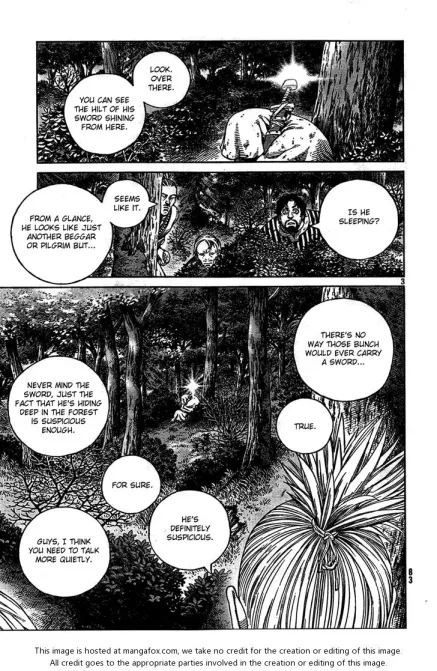 LOOK.
OVER
THERE.
YOU CAN SEE
THE HILT OF HIS
SWORD SHINING
FROM HERE.
SEEMS
LIKE IT.
IS HE
SLEEPING?
FROM A GLANCE,
HE LOOKS LIKE JUST
ANOTHER BEGGAR
OR PILGRIM BUT...
3
THERE'S NO
WAY THOSE BUNCH
WOULD EVER CARRY
A SWORD...
NEVER MIND THE
SWORD, JUST THE
FACT THAT HE'S HIDING
DEEP IN THE FOREST
IS SUSPICIOUS
ENOUGH.
TRUE.
FOR SURE.
HE'S
DEFINITELY
SUSPICIOUS.
GUYS, I THINK
YOU NEED TO TALK
MORE QUIETLY.
63
This image is hosted at mangafox.com, we take no credit for the creation or editing of this image.
All credit goes to the appropriate parties involved in the creation or editing of this image.